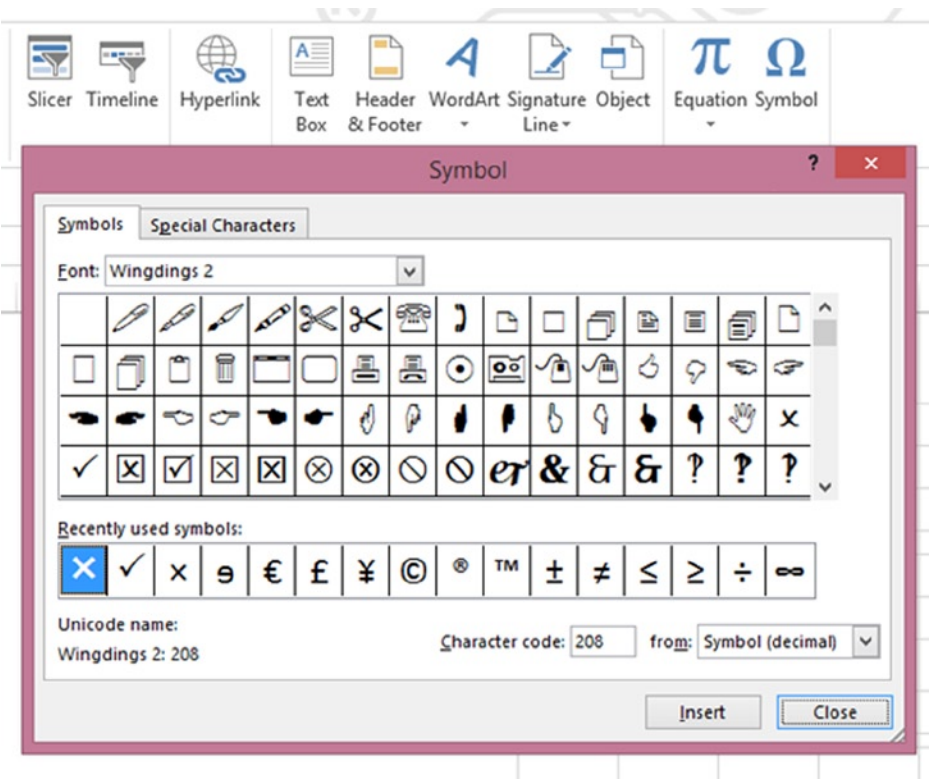 Slicer Timeline Hyperlink Text Header WordArt Signature Object Equation Symbol
Box & Footer Line
Symbol ? ×
Symbols Special Characters
Font: Wingdings 2
er & & & ‽ ‽ ‽
Recently used symbols:
× ✓ × ɘ € £ ¥ © ® ™ ± ≠ ≤ ≥ ÷ ∞
Unicode name:
Character code: 208 from: Symbol (decimal)
Wingdings 2: 208
Insert Close